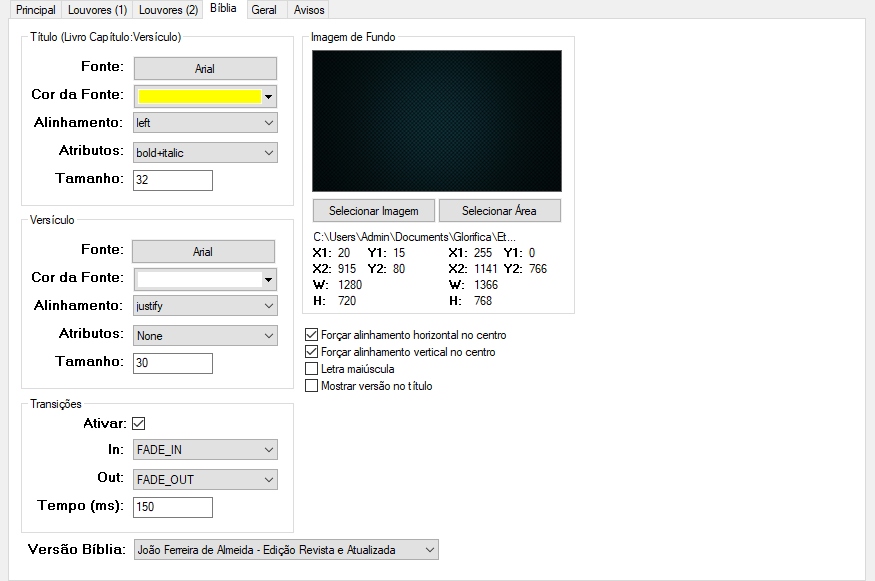 Principal Louvores (1) Louvores (2) Bíblia Geral Avisos
Título (Livro Capítulo:Versículo)
Fonte: Arial
Cor da Fonte:
Alinhamento: left
Atributos: bold+italic
Tamanho: 32
Versículo
Fonte: Arial
Cor da Fonte:
Alinhamento: justify
Atributos: None
Tamanho: 30
Transições
Ativar:
In: FADE_IN
Out: FADE_OUT
Tempo (ms): 150
Versão Bíblia: João Ferreira de Almeida - Edição Revista e Atualizada
Imagem de Fundo
Selecionar Imagem Selecionar Área
C:\Users\Admin\Documents\Glorifica\Et...
X1: 20 Y1: 15 X1: 255 Y1: 0
X2: 915 Y2: 80 X2: 1141 Y2: 766
W: 1280 W: 1366
H: 720 H: 768
Forçar alinhamento horizontal no centro
Forçar alinhamento vertical no centro
Letra maiúscula
Mostrar versão no título